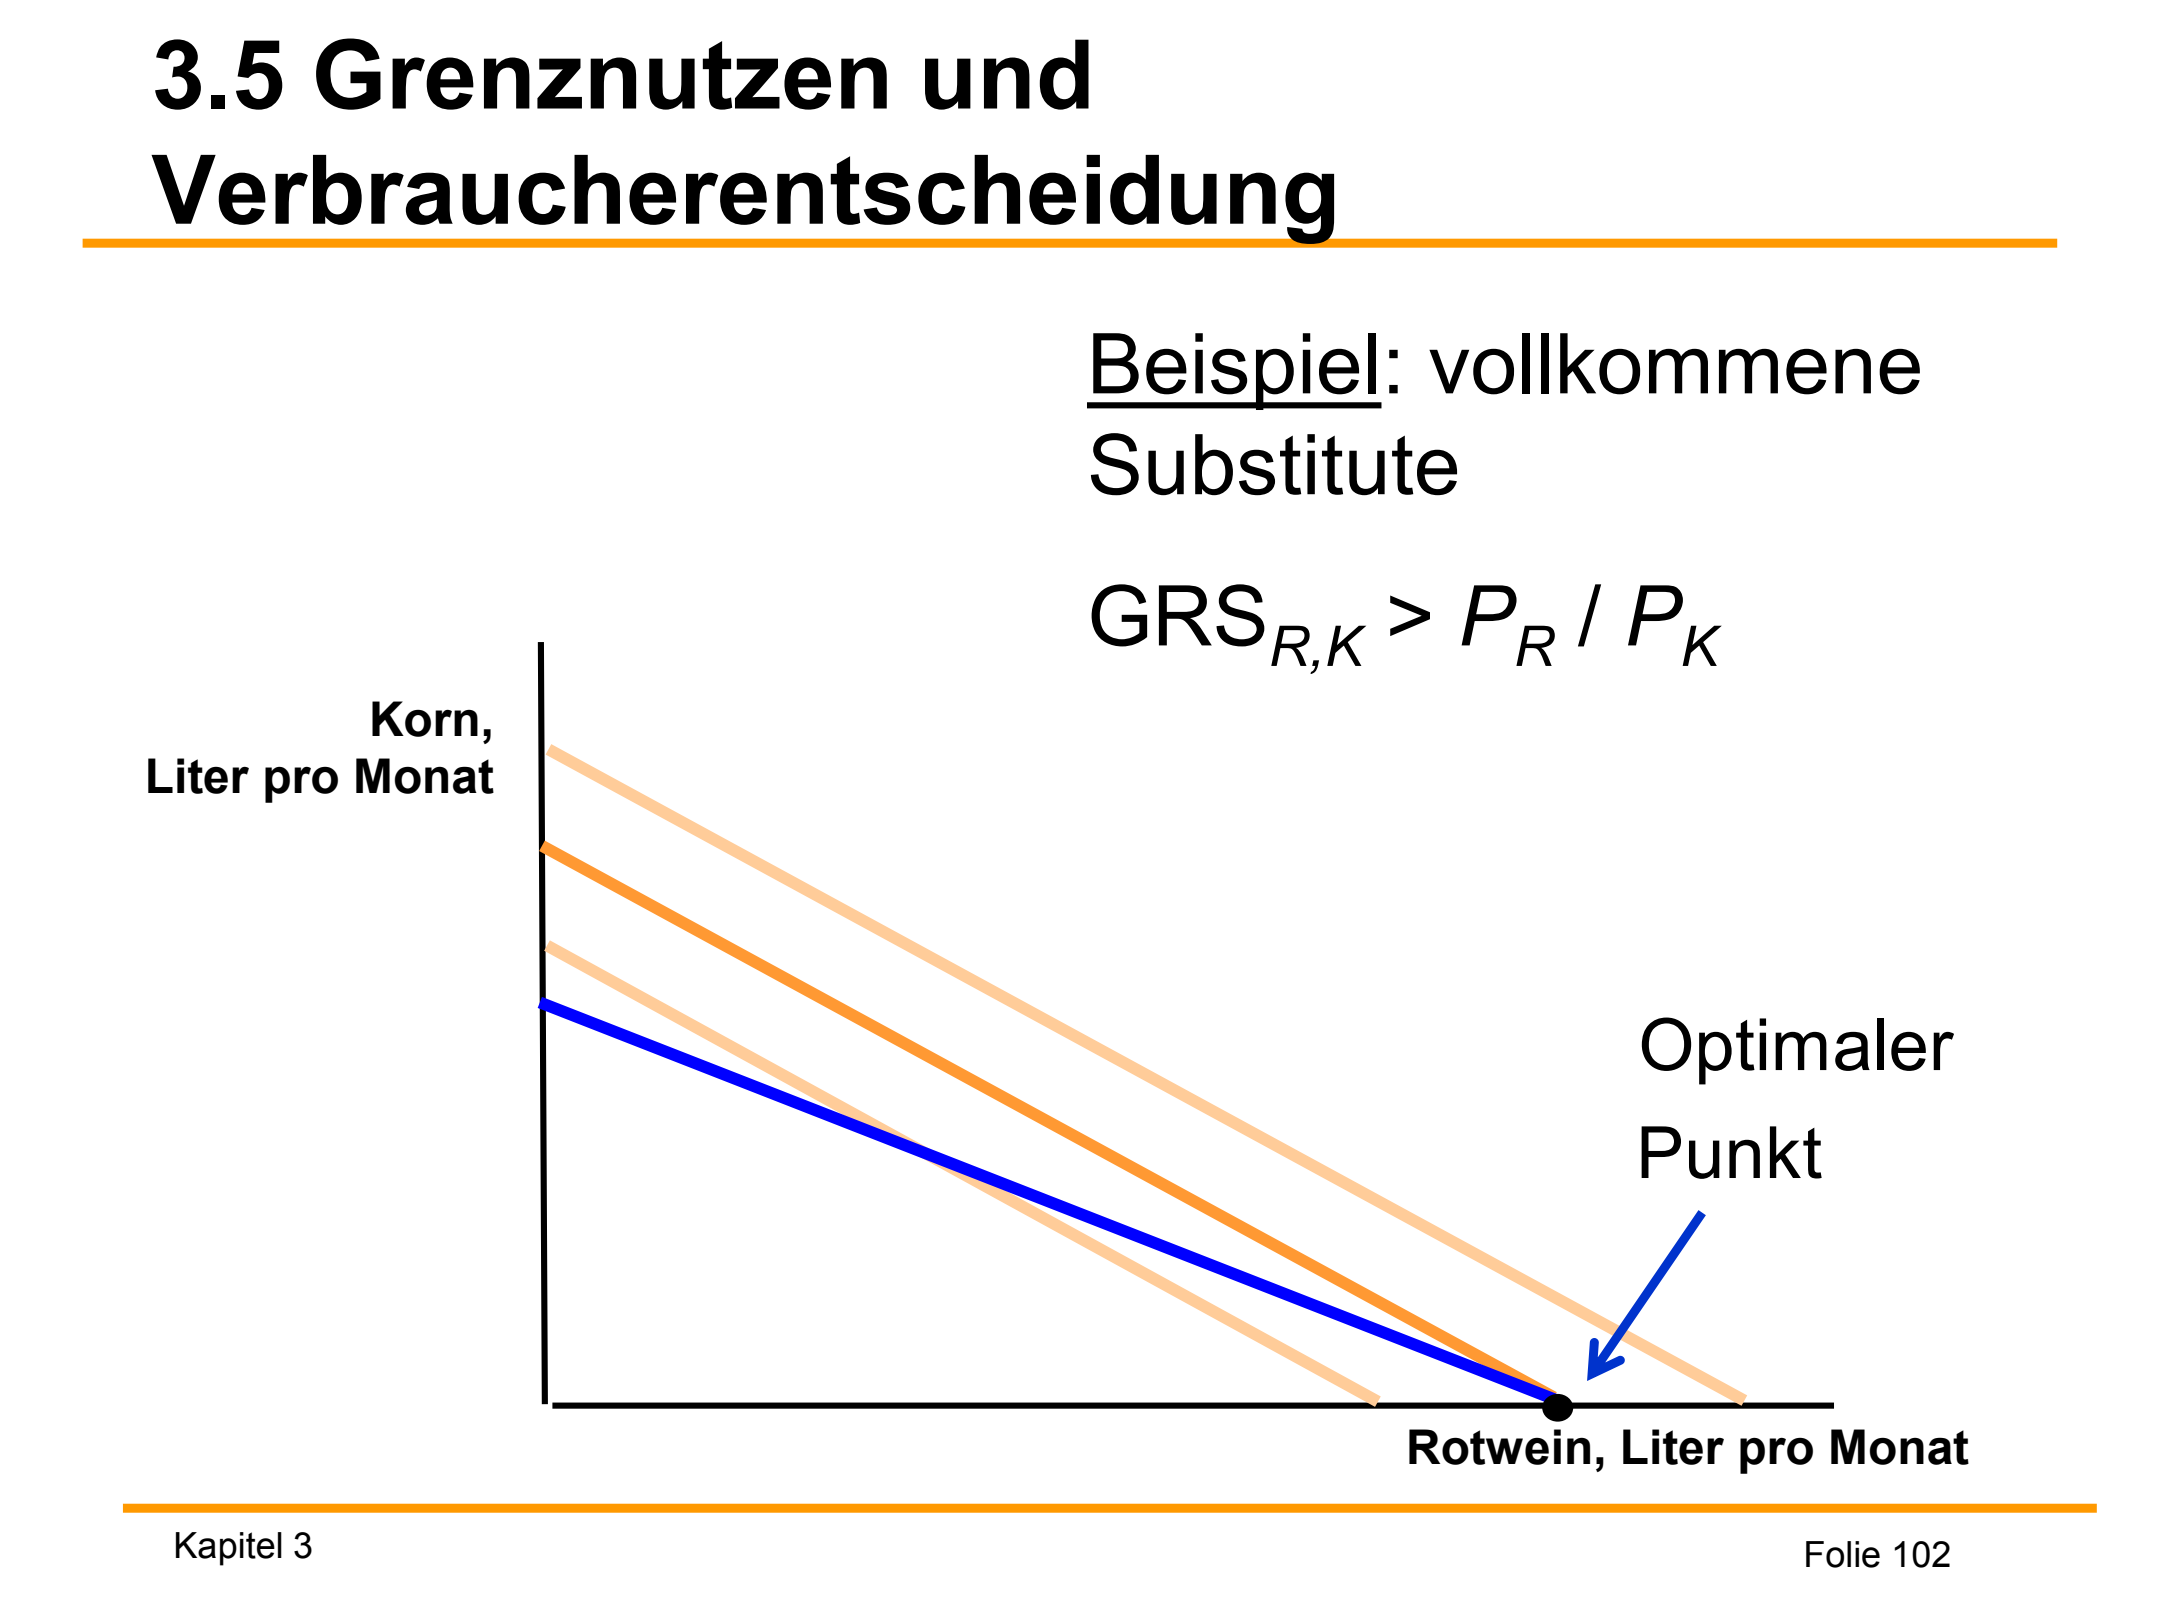 3.5 Grenznutzen und
Verbraucherentscheidung
Beispiel: vollkommene
Substitute
GRS_R,K > P_R / P_K
Korn,
Liter pro Monat
Optimaler
Punkt
Rotwein, Liter pro Monat
Kapitel 3
Folie 102